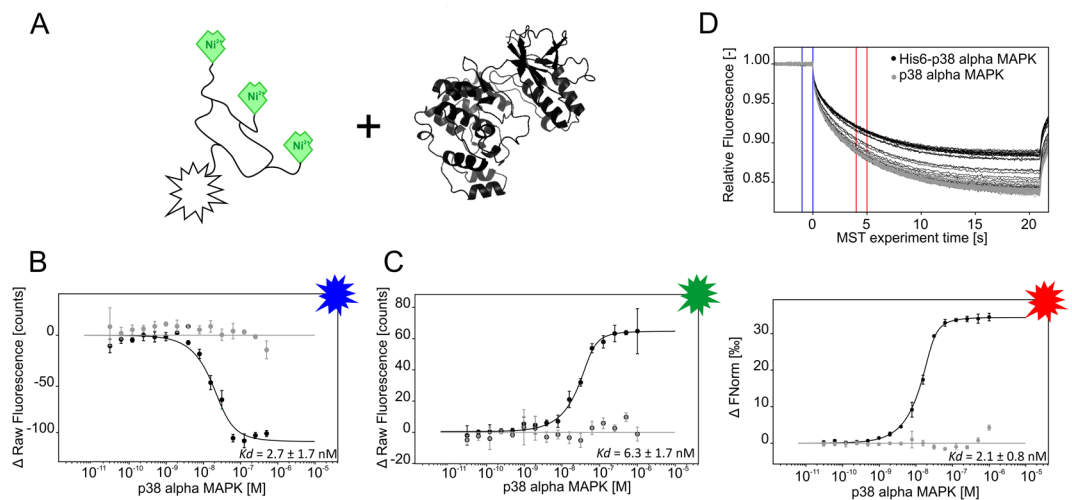 A
Ni²⁺
Ni²⁺
Ni²⁺
+
D
Relative Fluorescence [-]
1.00
0.95
0.90
0.85
His6-p38 alpha MAPK
p38 alpha MAPK
0 5 10 15 20
MST experiment time [s]
B
Δ Raw Fluorescence [counts]
0
-50
-100
Kd = 2.7 ± 1.7 nM
10⁻¹¹ 10⁻¹⁰ 10⁻⁹ 10⁻⁸ 10⁻⁷ 10⁻⁶ 10⁻⁵
p38 alpha MAPK [M]
C
Δ Raw Fluorescence [counts]
80
60
40
20
0
-20
Kd = 6.3 ± 1.7 nM
10⁻¹¹ 10⁻¹⁰ 10⁻⁹ 10⁻⁸ 10⁻⁷ 10⁻⁶ 10⁻⁵
p38 alpha MAPK [M]
Δ FNorm [‰]
30
20
10
0
Kd = 2.1 ± 0.8 nM
10⁻¹¹ 10⁻¹⁰ 10⁻⁹ 10⁻⁸ 10⁻⁷ 10⁻⁶ 10⁻⁵
p38 alpha MAPK [M]